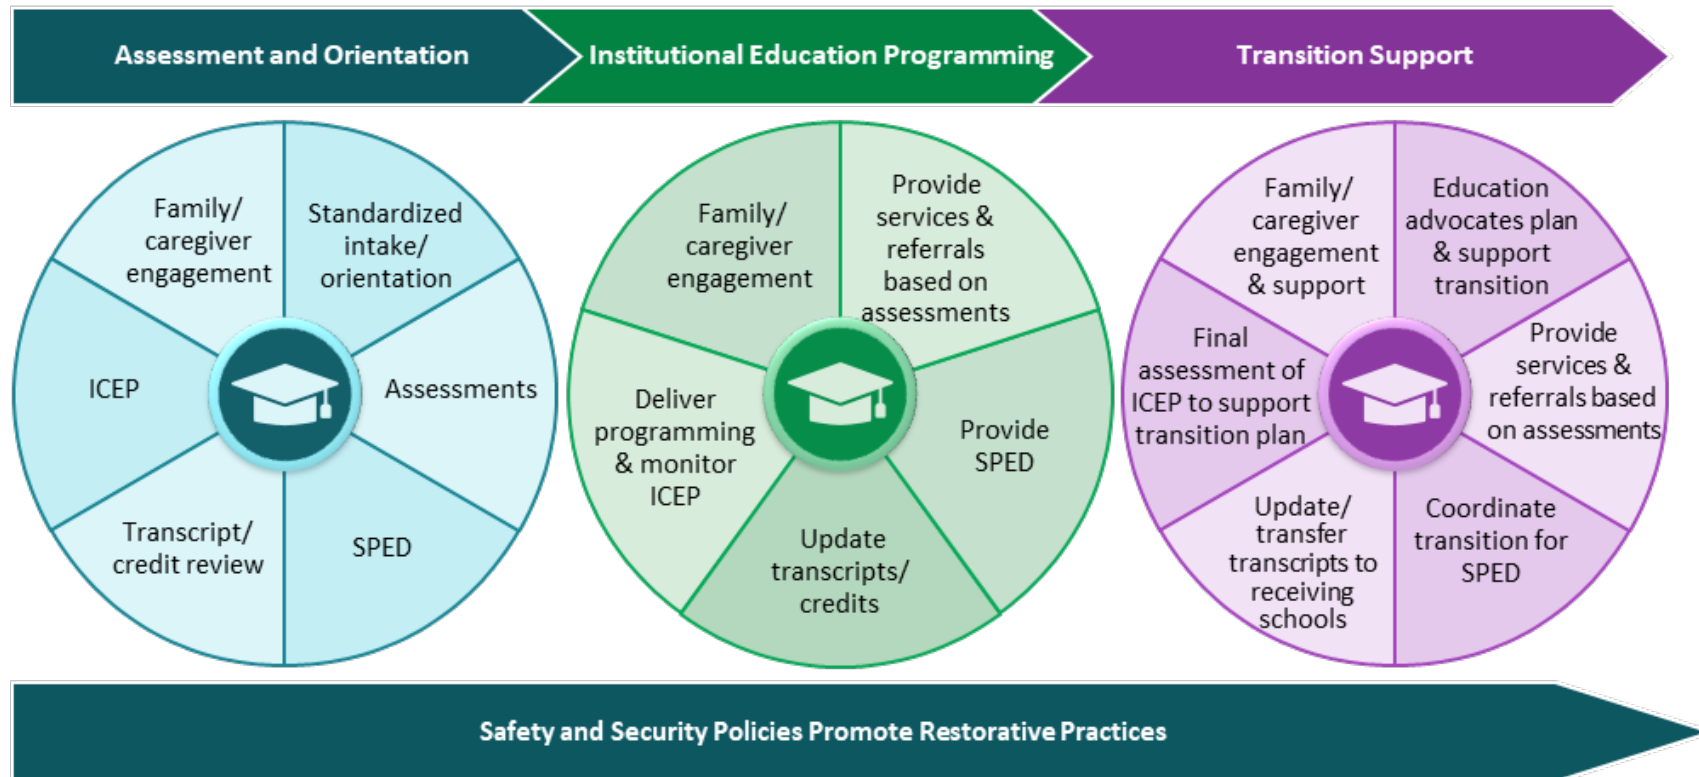 Assessment and Orientation
Institutional Education Programming
Transition Support
Family/
caregiver
engagement
Standardized
intake/
orientation
Assessments
SPED
Transcript/
credit review
ICEP
Family/
caregiver
engagement
Provide
services &
referrals
based on
assessments
Provide
SPED
Update
transcripts/
credits
Deliver
programming
& monitor
ICEP
Family/
caregiver
engagement
& support
Education
advocates plan
& support
transition
Provide
services &
referrals based
on assessments
Coordinate
transition for
SPED
Update/
transfer
transcripts to
receiving
schools
Final
assessment of
ICEP to support
transition plan
Safety and Security Policies Promote Restorative Practices